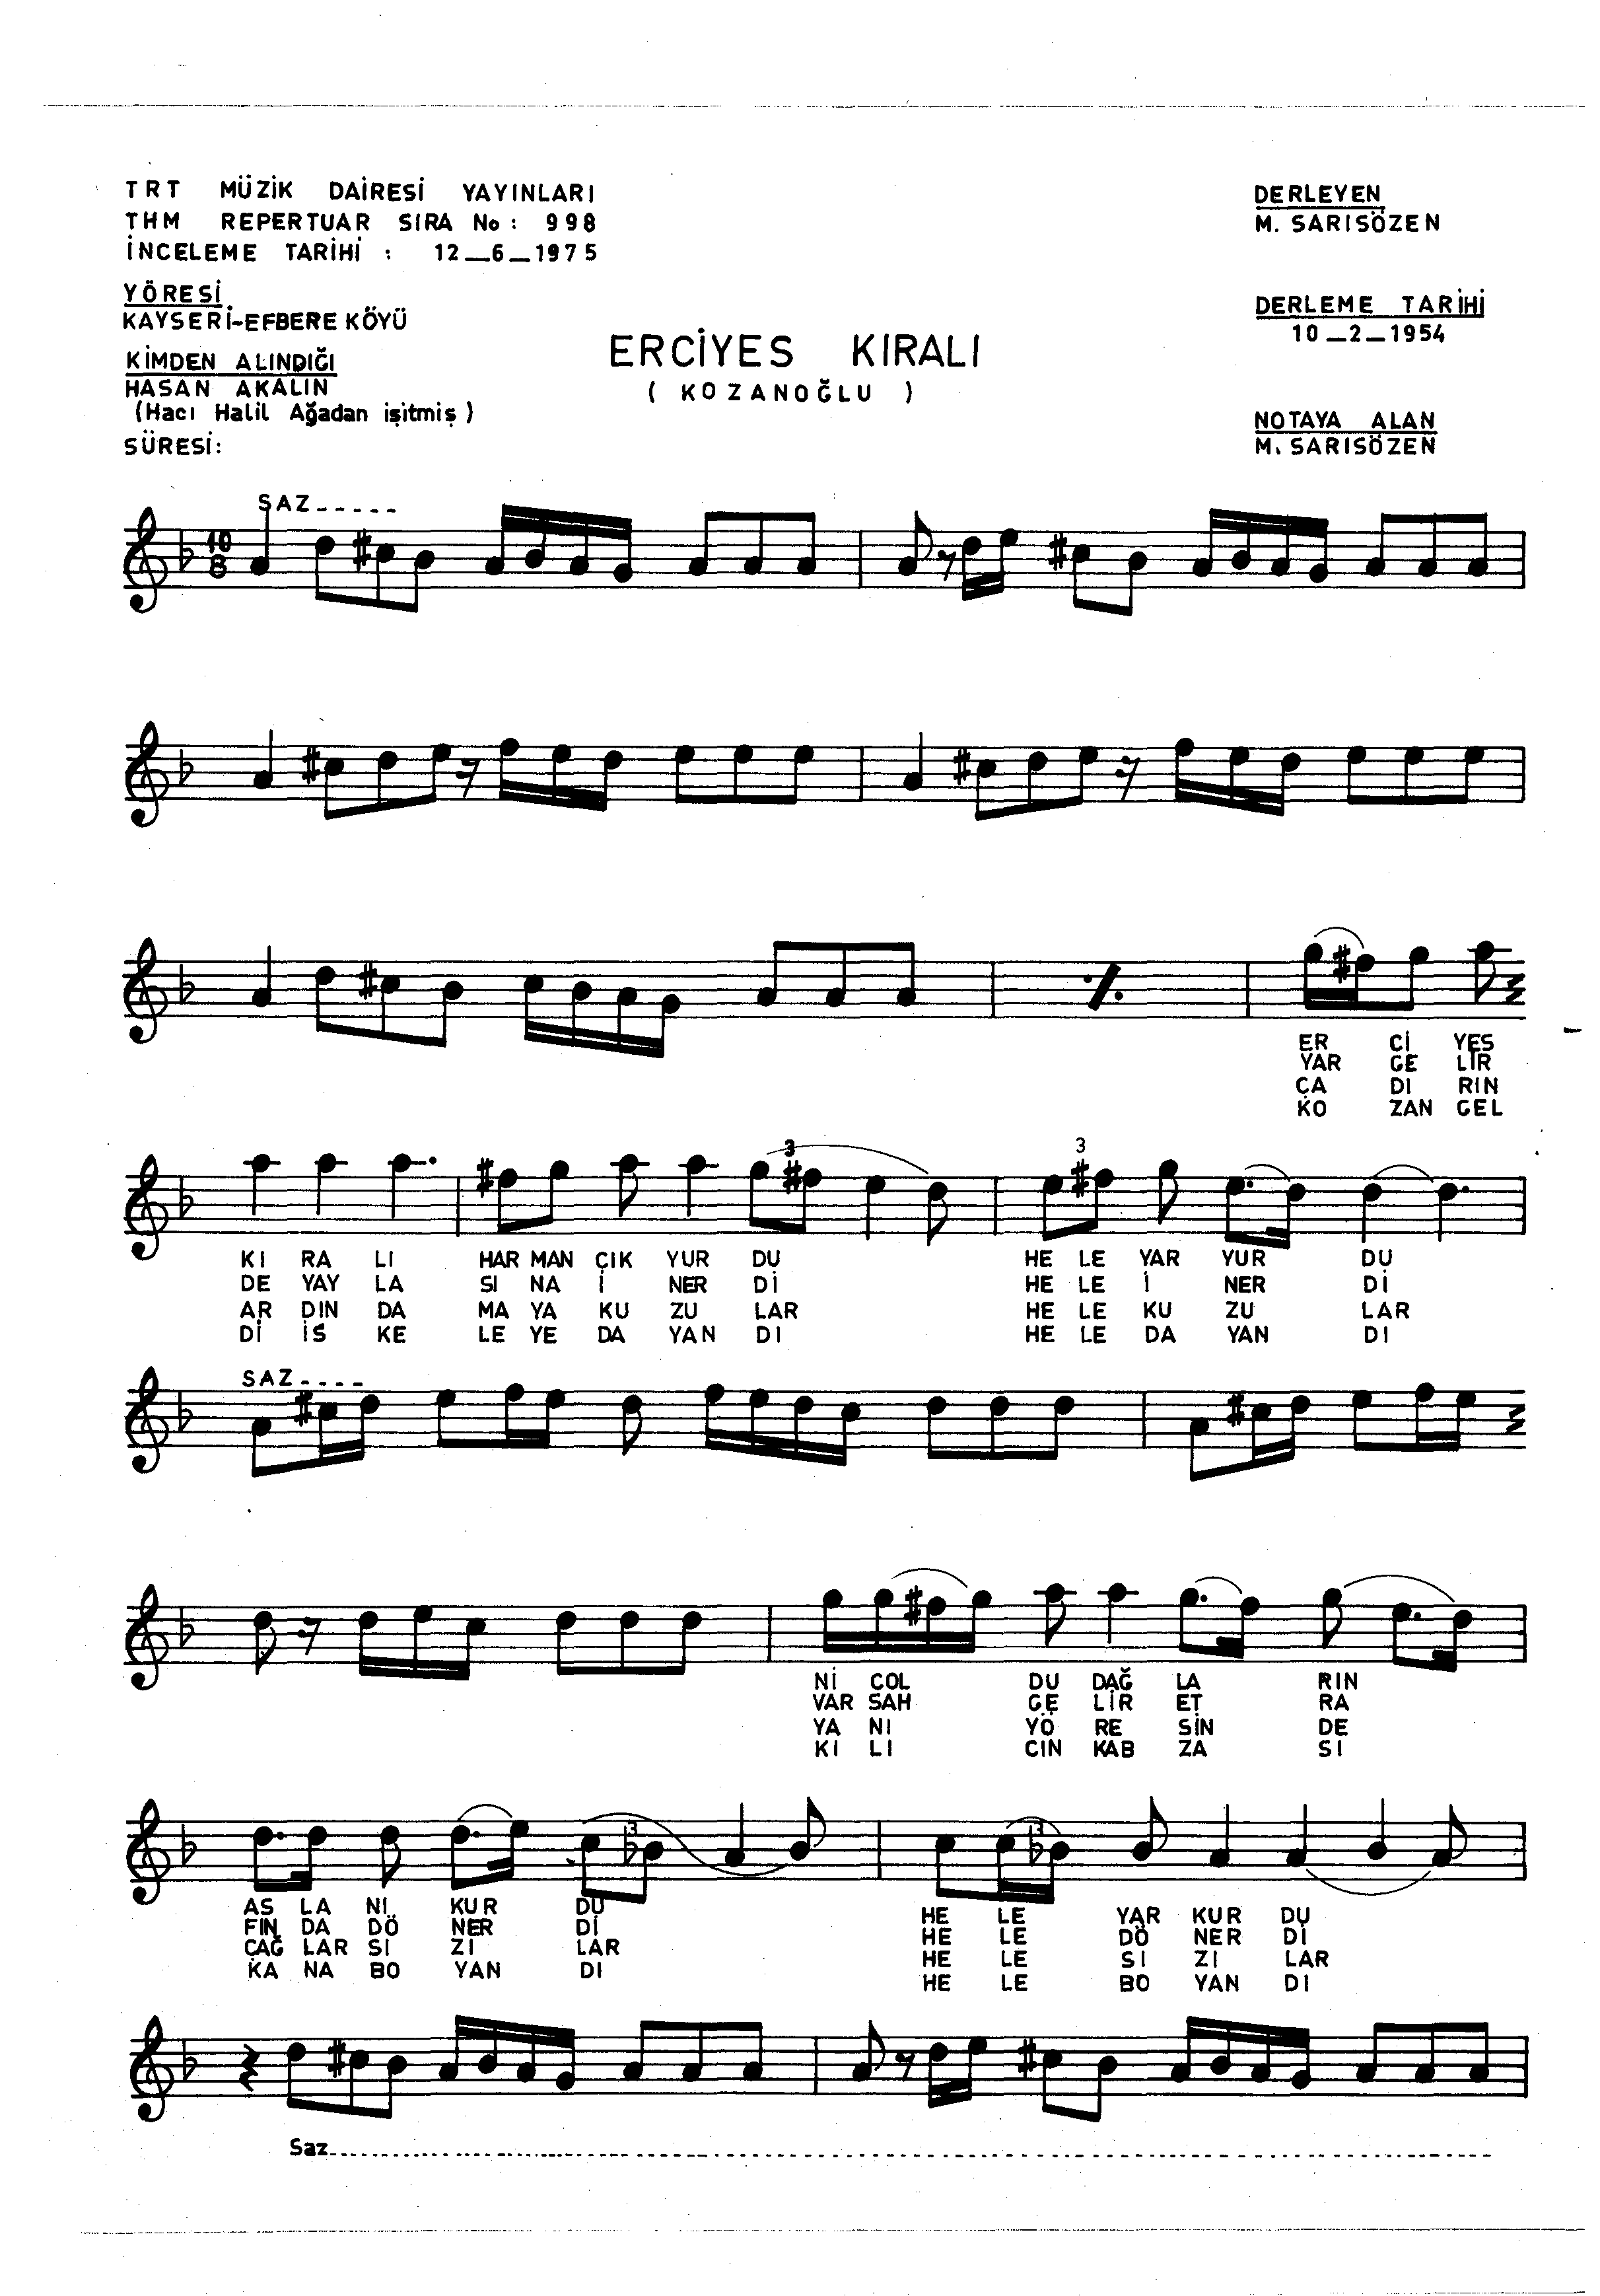 TRT MÜZİK DAİRESİ YAYINLARI
THM REPERTUAR SIRA No: 998
İNCELEME TARİHİ : 12_6_1975
YÖRESİ
KAYSERİ-EFBERE KÖYÜ
KİMDEN ALINDIĞI
HASAN AKALIN
(Hacı Halil Ağadan işitmiş)
SÜRESİ:
ERCİYES KIRALI
( KOZANOĞLU )
DERLEYEN
M. SARISÖZEN
DERLEME TARİHİ
10_2_1954
NOTAYA ALAN
M. SARISÖZEN
SAZ-----
10
8
ER Cİ YES
YAR GE LİR
ÇA DI RIN
KO ZAN GEL
3 3
KI RA LI HAR MAN ÇIK YUR DU HE LE YAR YUR DU
DE YAY LA SI NA İ NER Dİ HE LE İ NER Dİ
AR DIN DA MA YA KU ZU LAR HE LE KU ZU LAR
Dİ İS KE LE YE DA YAN DI HE LE DA YAN DI
SAZ----
Nİ COL DU DAĞ LA RIN
VAR SAH GE LİR ET RA
YA NI YÖ RE SİN DE
KI LI CIN KAB ZA SI
3 3
AS LA NI KUR DU HE LE YAR KUR DU
FIN DA DÖ NER Dİ HE LE DÖ NER Dİ
ÇAĞ LAR SI ZI LAR HE LE SI ZI LAR
KA NA BO YAN DI HE LE BO YAN DI
Saz